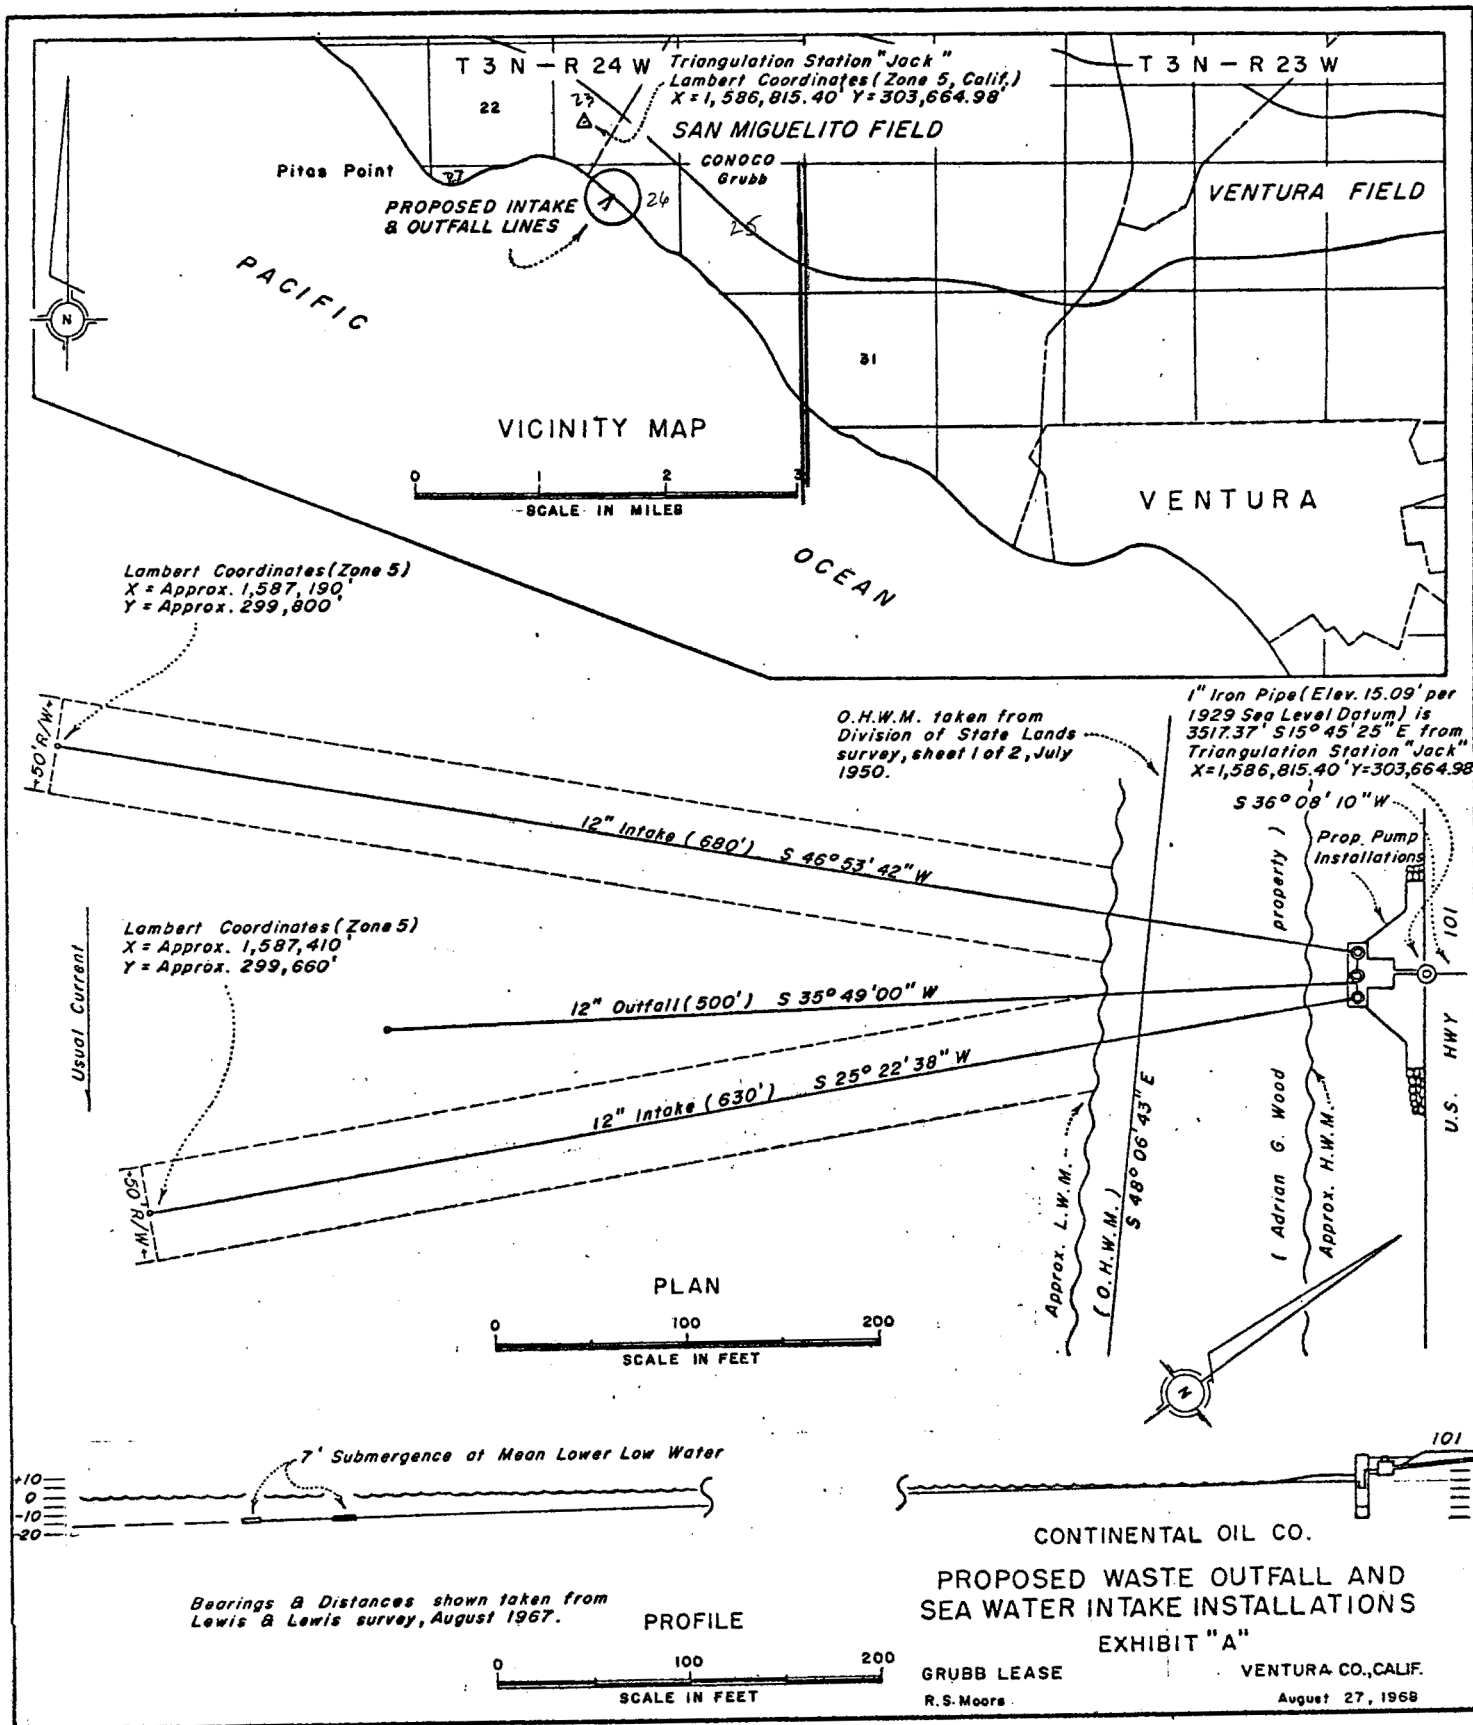 T 3 N – R 24 W
Triangulation Station "Jack"
Lambert Coordinates (Zone 5, Calif.)
X = 1,586,815.40' Y = 303,664.98'
T 3 N – R 23 W
22
23
SAN MIGUELITO FIELD
CONOCO
Grubb
Pitas Point
27
26
25
PROPOSED INTAKE
& OUTFALL LINES
VENTURA FIELD
PACIFIC
N
31
VICINITY MAP
0 1 2 3
SCALE IN MILES
VENTURA
OCEAN
Lambert Coordinates (Zone 5)
X = Approx. 1,587,190'
Y = Approx. 299,800'
O.H.W.M. taken from
Division of State Lands
survey, sheet 1 of 2, July
1950.
1" Iron Pipe (Elev. 15.09' per
1929 Sea Level Datum) is
3517.37' S 15° 45' 25" E from
Triangulation Station "Jack"
X=1,586,815.40' Y=303,664.98
S 36° 08' 10" W
Prop. Pump
Installations
50' R/W
12" Intake (680') S 46° 53' 42" W
Lambert Coordinates (Zone 5)
X = Approx. 1,587,410'
Y = Approx. 299,660'
Usual Current
12" Outfall (500') S 35° 49' 00" W
12" Intake (630') S 25° 22' 38" W
50' R/W
Approx. L.W.M.
(O.H.W.M.)
S 48° 06' 43" E
(Adrian G. Wood property)
Approx. H.W.M.
U.S. HWY 101
PLAN
0 100 200
SCALE IN FEET
N
7' Submergence at Mean Lower Low Water
+10
0
-10
-20
101
CONTINENTAL OIL CO.
PROPOSED WASTE OUTFALL AND
SEA WATER INTAKE INSTALLATIONS
EXHIBIT "A"
Bearings & Distances shown taken from
Lewis & Lewis survey, August 1967.
PROFILE
0 100 200
SCALE IN FEET
GRUBB LEASE
VENTURA CO., CALIF.
R.S. Moore
August 27, 1968